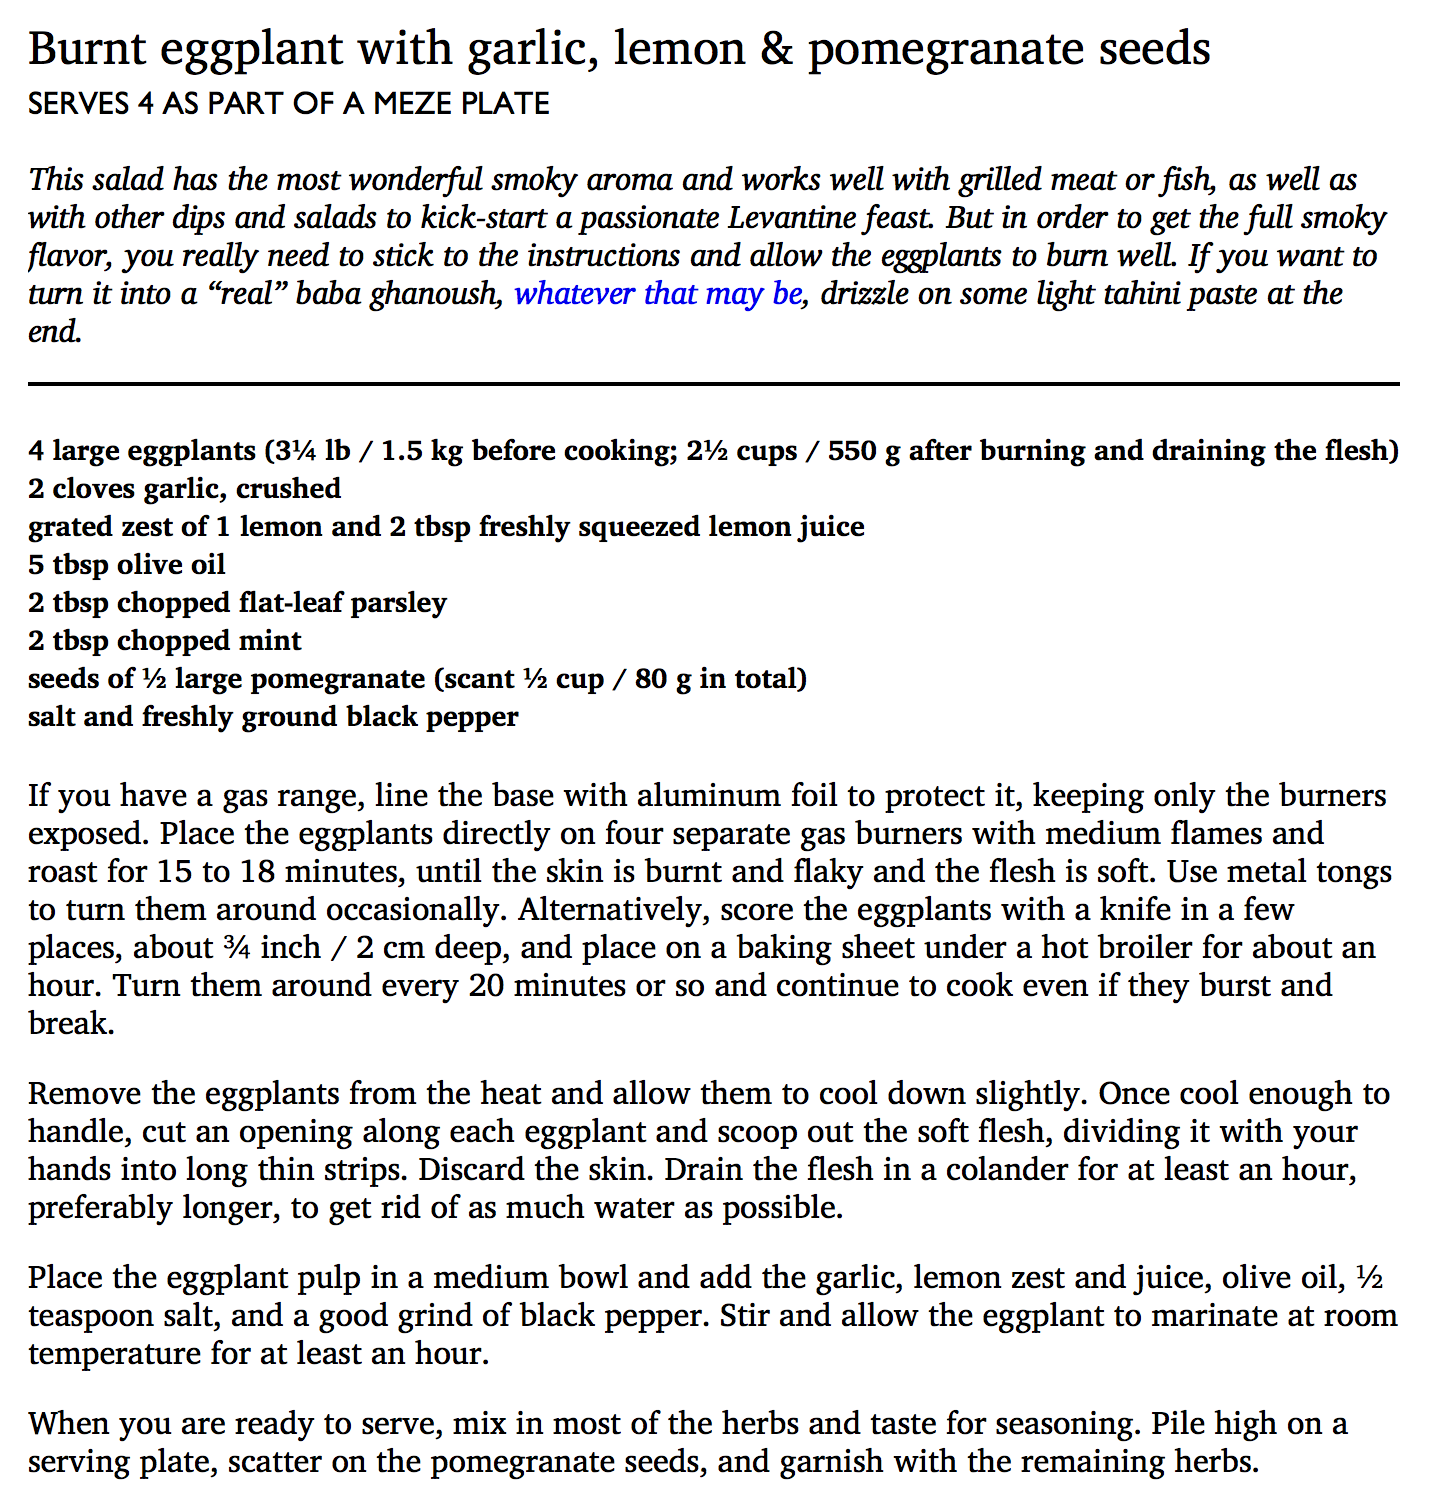 Burnt eggplant with garlic, lemon & pomegranate seeds
SERVES 4 AS PART OF A MEZE PLATE
This salad has the most wonderful smoky aroma and works well with grilled meat or fish, as well as
with other dips and salads to kick-start a passionate Levantine feast. But in order to get the full smoky
flavor, you really need to stick to the instructions and allow the eggplants to burn well. If you want to
turn it into a “real” baba ghanoush, whatever that may be, drizzle on some light tahini paste at the
end.
4 large eggplants (3¼ lb / 1.5 kg before cooking; 2½ cups / 550 g after burning and draining the flesh)
2 cloves garlic, crushed
grated zest of 1 lemon and 2 tbsp freshly squeezed lemon juice
5 tbsp olive oil
2 tbsp chopped flat-leaf parsley
2 tbsp chopped mint
seeds of ½ large pomegranate (scant ½ cup / 80 g in total)
salt and freshly ground black pepper
If you have a gas range, line the base with aluminum foil to protect it, keeping only the burners
exposed. Place the eggplants directly on four separate gas burners with medium flames and
roast for 15 to 18 minutes, until the skin is burnt and flaky and the flesh is soft. Use metal tongs
to turn them around occasionally. Alternatively, score the eggplants with a knife in a few
places, about ¾ inch / 2 cm deep, and place on a baking sheet under a hot broiler for about an
hour. Turn them around every 20 minutes or so and continue to cook even if they burst and
break.
Remove the eggplants from the heat and allow them to cool down slightly. Once cool enough to
handle, cut an opening along each eggplant and scoop out the soft flesh, dividing it with your
hands into long thin strips. Discard the skin. Drain the flesh in a colander for at least an hour,
preferably longer, to get rid of as much water as possible.
Place the eggplant pulp in a medium bowl and add the garlic, lemon zest and juice, olive oil, ½
teaspoon salt, and a good grind of black pepper. Stir and allow the eggplant to marinate at room
temperature for at least an hour.
When you are ready to serve, mix in most of the herbs and taste for seasoning. Pile high on a
serving plate, scatter on the pomegranate seeds, and garnish with the remaining herbs.